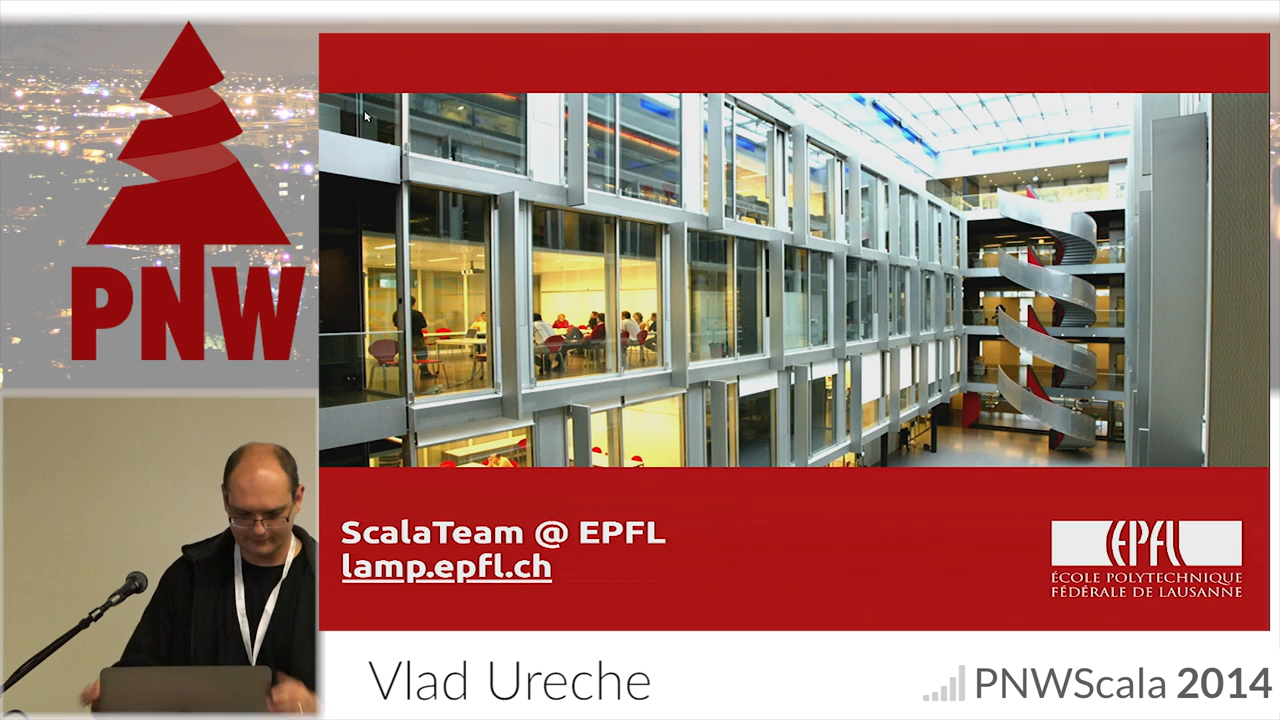 PNW
ScalaTeam @ EPFL
lamp.epfl.ch
EPFL
ÉCOLE POLYTECHNIQUE
FÉDÉRALE DE LAUSANNE
Vlad Ureche
PNWScala 2014